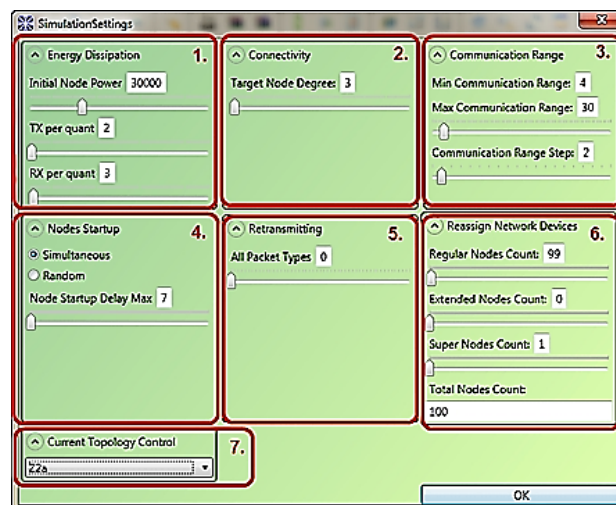 SimulationSettings
Energy Dissipation 1.
Initial Node Power 30000
TX per quant 2
RX per quant 3
Connectivity 2.
Target Node Degree: 3
Communication Range 3.
Min Communication Range: 4
Max Communication Range: 30
Communication Range Step: 2
Nodes Startup 4.
Simultaneous
Random
Node Startup Delay Max 7
Retransmitting 5.
All Packet Types 0
Reassign Network Devices 6.
Regular Nodes Count: 99
Extended Nodes Count: 0
Super Nodes Count: 1
Total Nodes Count:
100
Current Topology Control 7.
22a
OK